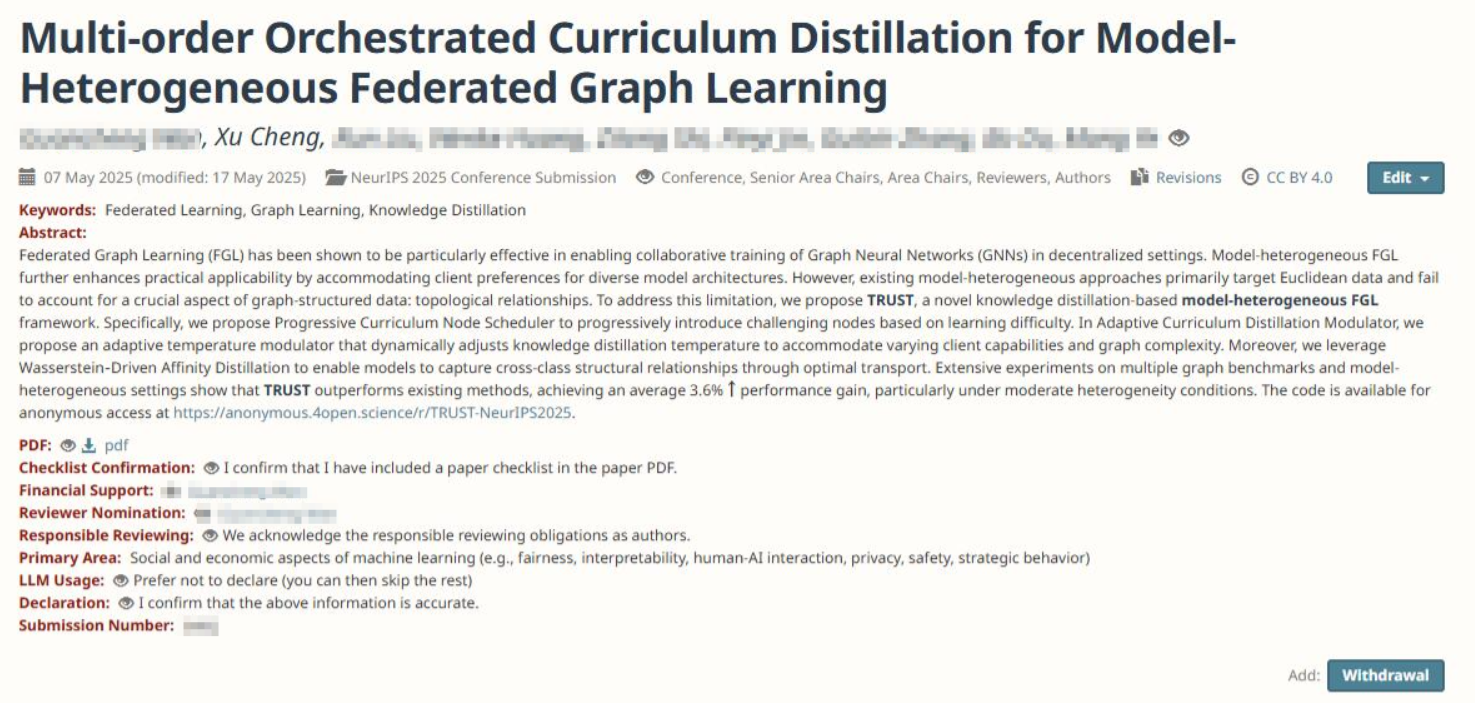 Multi-order Orchestrated Curriculum Distillation for Model-
Heterogeneous Federated Graph Learning
, Xu Cheng,
07 May 2025 (modified: 17 May 2025) NeurIPS 2025 Conference Submission Conference, Senior Area Chairs, Area Chairs, Reviewers, Authors Revisions CC BY 4.0 Edit
Keywords: Federated Learning, Graph Learning, Knowledge Distillation
Abstract:
Federated Graph Learning (FGL) has been shown to be particularly effective in enabling collaborative training of Graph Neural Networks (GNNs) in decentralized settings. Model-heterogeneous FGL
further enhances practical applicability by accommodating client preferences for diverse model architectures. However, existing model-heterogeneous approaches primarily target Euclidean data and fail
to account for a crucial aspect of graph-structured data: topological relationships. To address this limitation, we propose TRUST, a novel knowledge distillation-based model-heterogeneous FGL
framework. Specifically, we propose Progressive Curriculum Node Scheduler to progressively introduce challenging nodes based on learning difficulty. In Adaptive Curriculum Distillation Modulator, we
propose an adaptive temperature modulator that dynamically adjusts knowledge distillation temperature to accommodate varying client capabilities and graph complexity. Moreover, we leverage
Wasserstein-Driven Affinity Distillation to enable models to capture cross-class structural relationships through optimal transport. Extensive experiments on multiple graph benchmarks and model-
heterogeneous settings show that TRUST outperforms existing methods, achieving an average 3.6% ↑ performance gain, particularly under moderate heterogeneity conditions. The code is available for
anonymous access at https://anonymous.4open.science/r/TRUST-NeurIPS2025.
PDF: pdf
Checklist Confirmation: I confirm that I have included a paper checklist in the paper PDF.
Financial Support:
Reviewer Nomination:
Responsible Reviewing: We acknowledge the responsible reviewing obligations as authors.
Primary Area: Social and economic aspects of machine learning (e.g., fairness, interpretability, human-AI interaction, privacy, safety, strategic behavior)
LLM Usage: Prefer not to declare (you can then skip the rest)
Declaration: I confirm that the above information is accurate.
Submission Number:
Add: Withdrawal